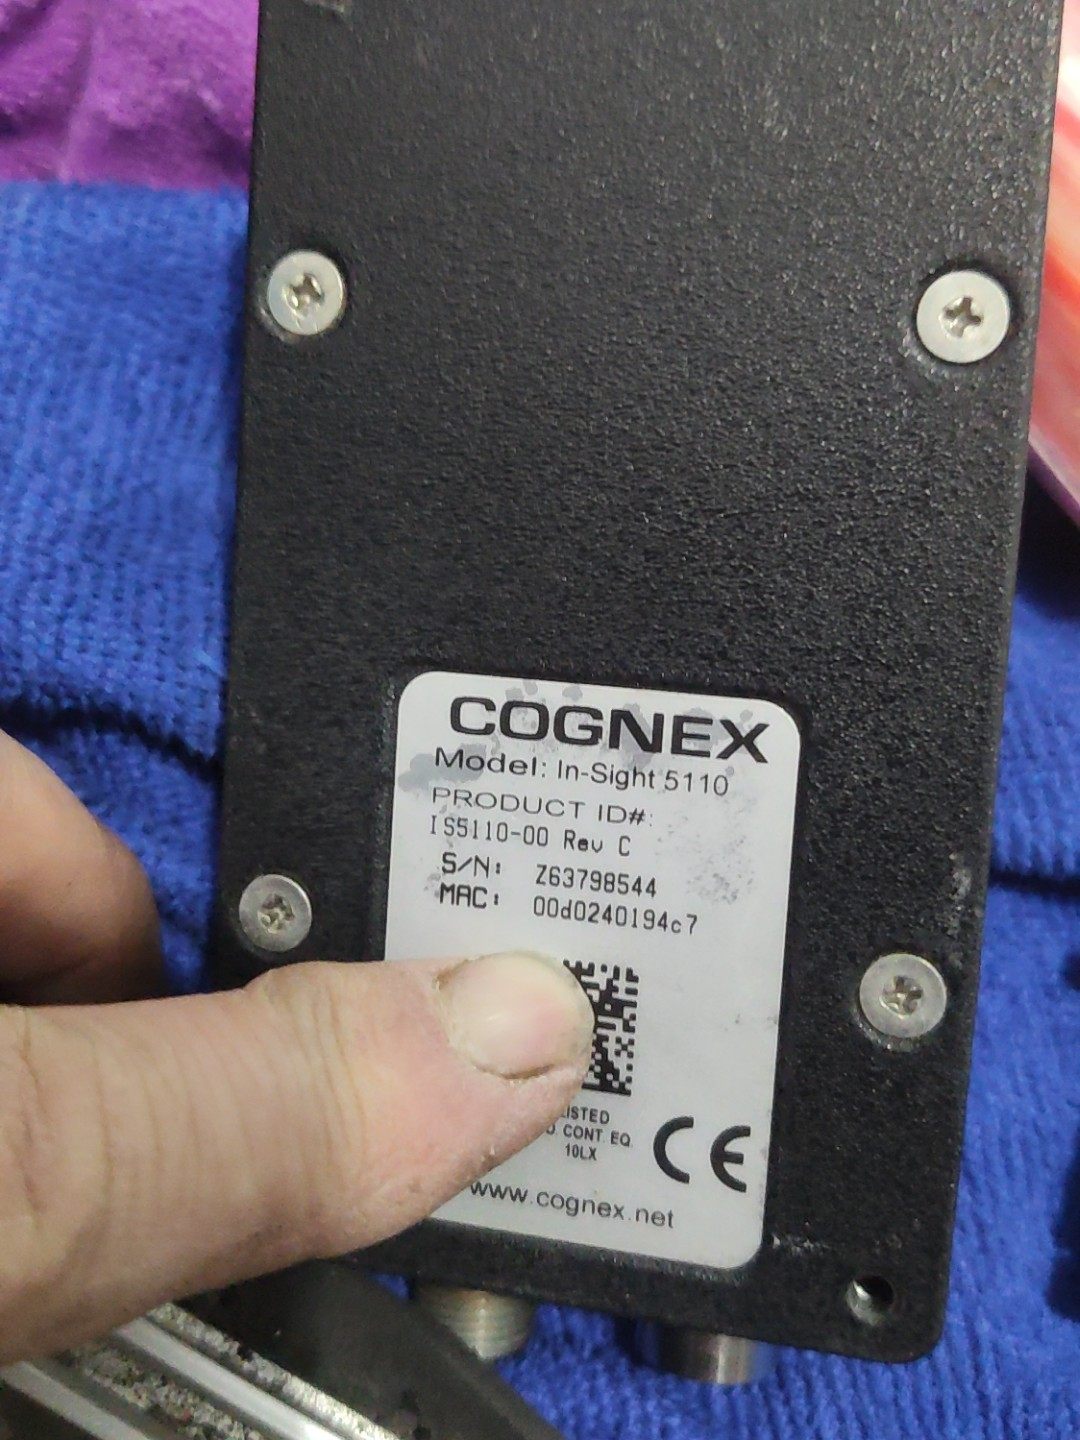 COGNEX
Model: In-Sight 5110
PRODUCT ID#:
IS5110-00 Rev C
S/N: Z63798544
MAC: 00d0240194c7
CONT. EQ.
10LX
CE
www.cognex.net